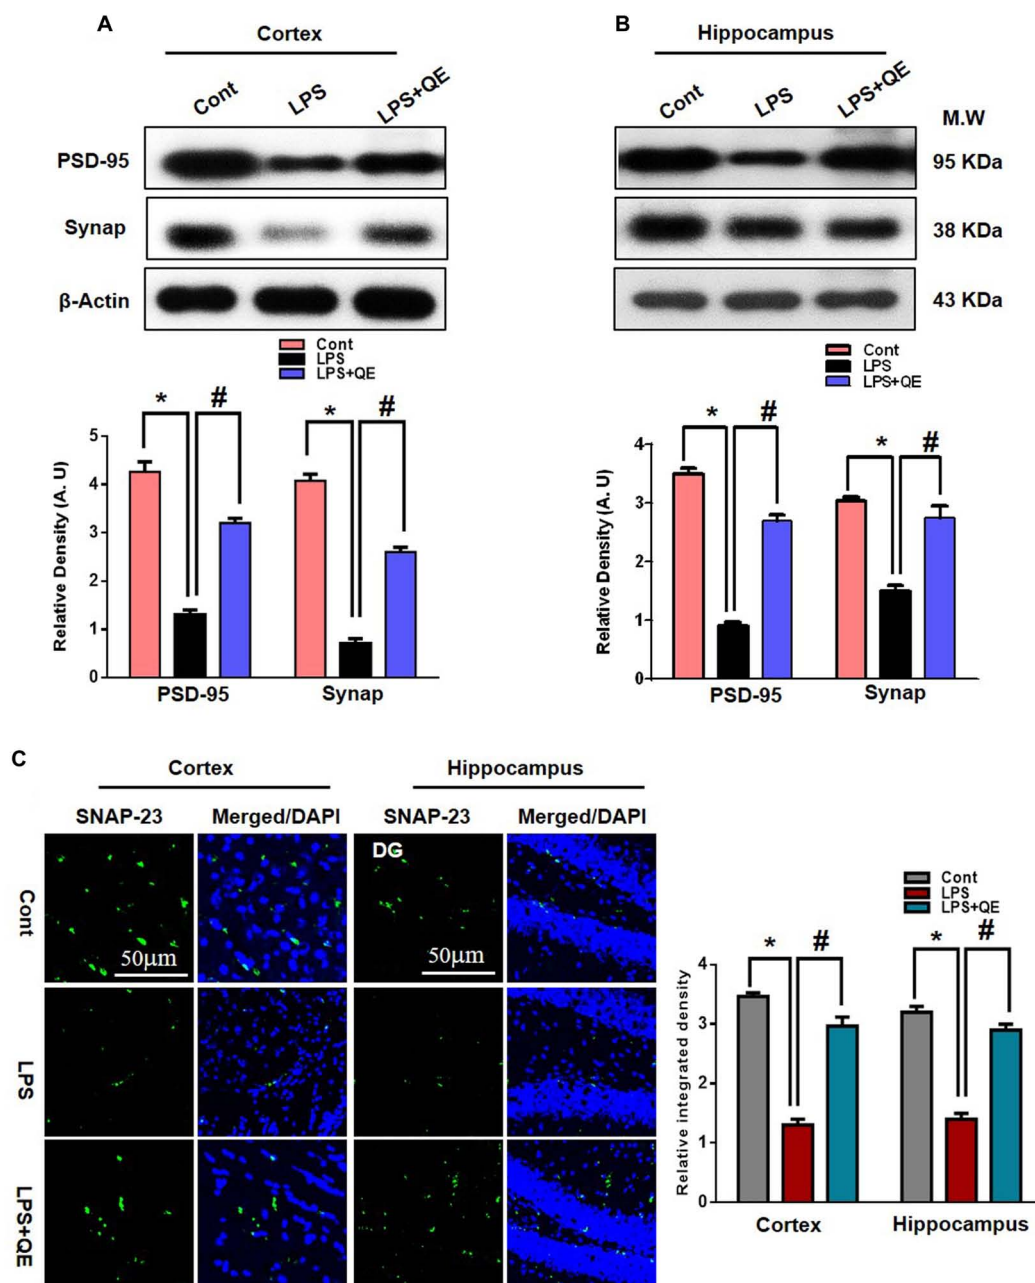 A
Cortex
Cont LPS LPS+QE
PSD-95
Synap
β-Actin
Cont
LPS
LPS+QE
* # * #
Relative Density (A. U)
5
4
3
2
1
0
PSD-95 Synap
B
Hippocampus
Cont LPS LPS+QE
M.W
95 KDa
38 KDa
43 KDa
Cont
LPS
LPS+QE
* # * #
Relative Density (A. U)
4
3
2
1
0
PSD-95 Synap
C
Cortex Hippocampus
SNAP-23 Merged/DAPI SNAP-23 Merged/DAPI
Cont
DG
50µm 50µm
LPS
LPS+QE
Cont
LPS
LPS+QE
* # * #
Relative integrated density
4
3
2
1
0
Cortex Hippocampus